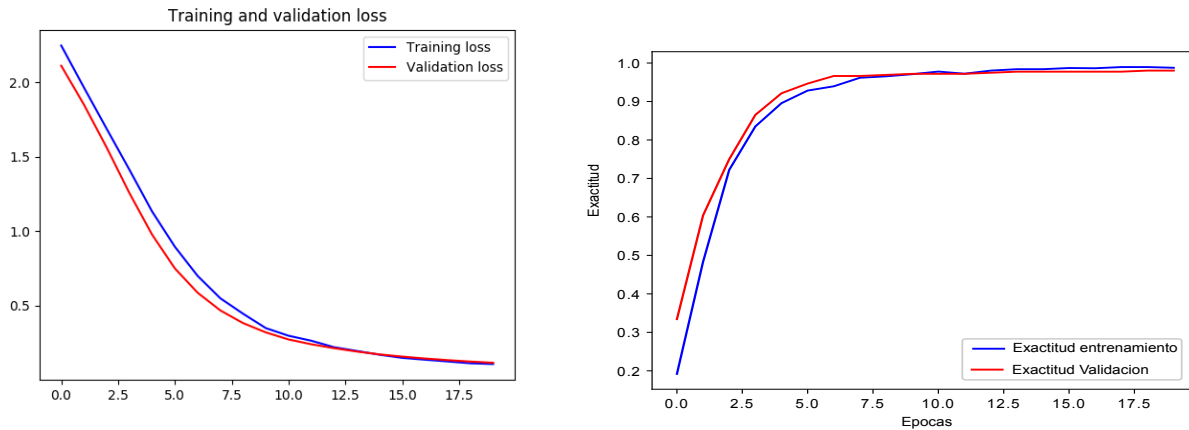 Training and validation loss
Training loss
Validation loss
2.0
1.5
1.0
0.5
0.0 2.5 5.0 7.5 10.0 12.5 15.0 17.5
Exactitud
1.0
0.9
0.8
0.7
0.6
0.5
0.4
0.3
0.2
Exactitud entrenamiento
Exactitud Validacion
0.0 2.5 5.0 7.5 10.0 12.5 15.0 17.5
Epocas